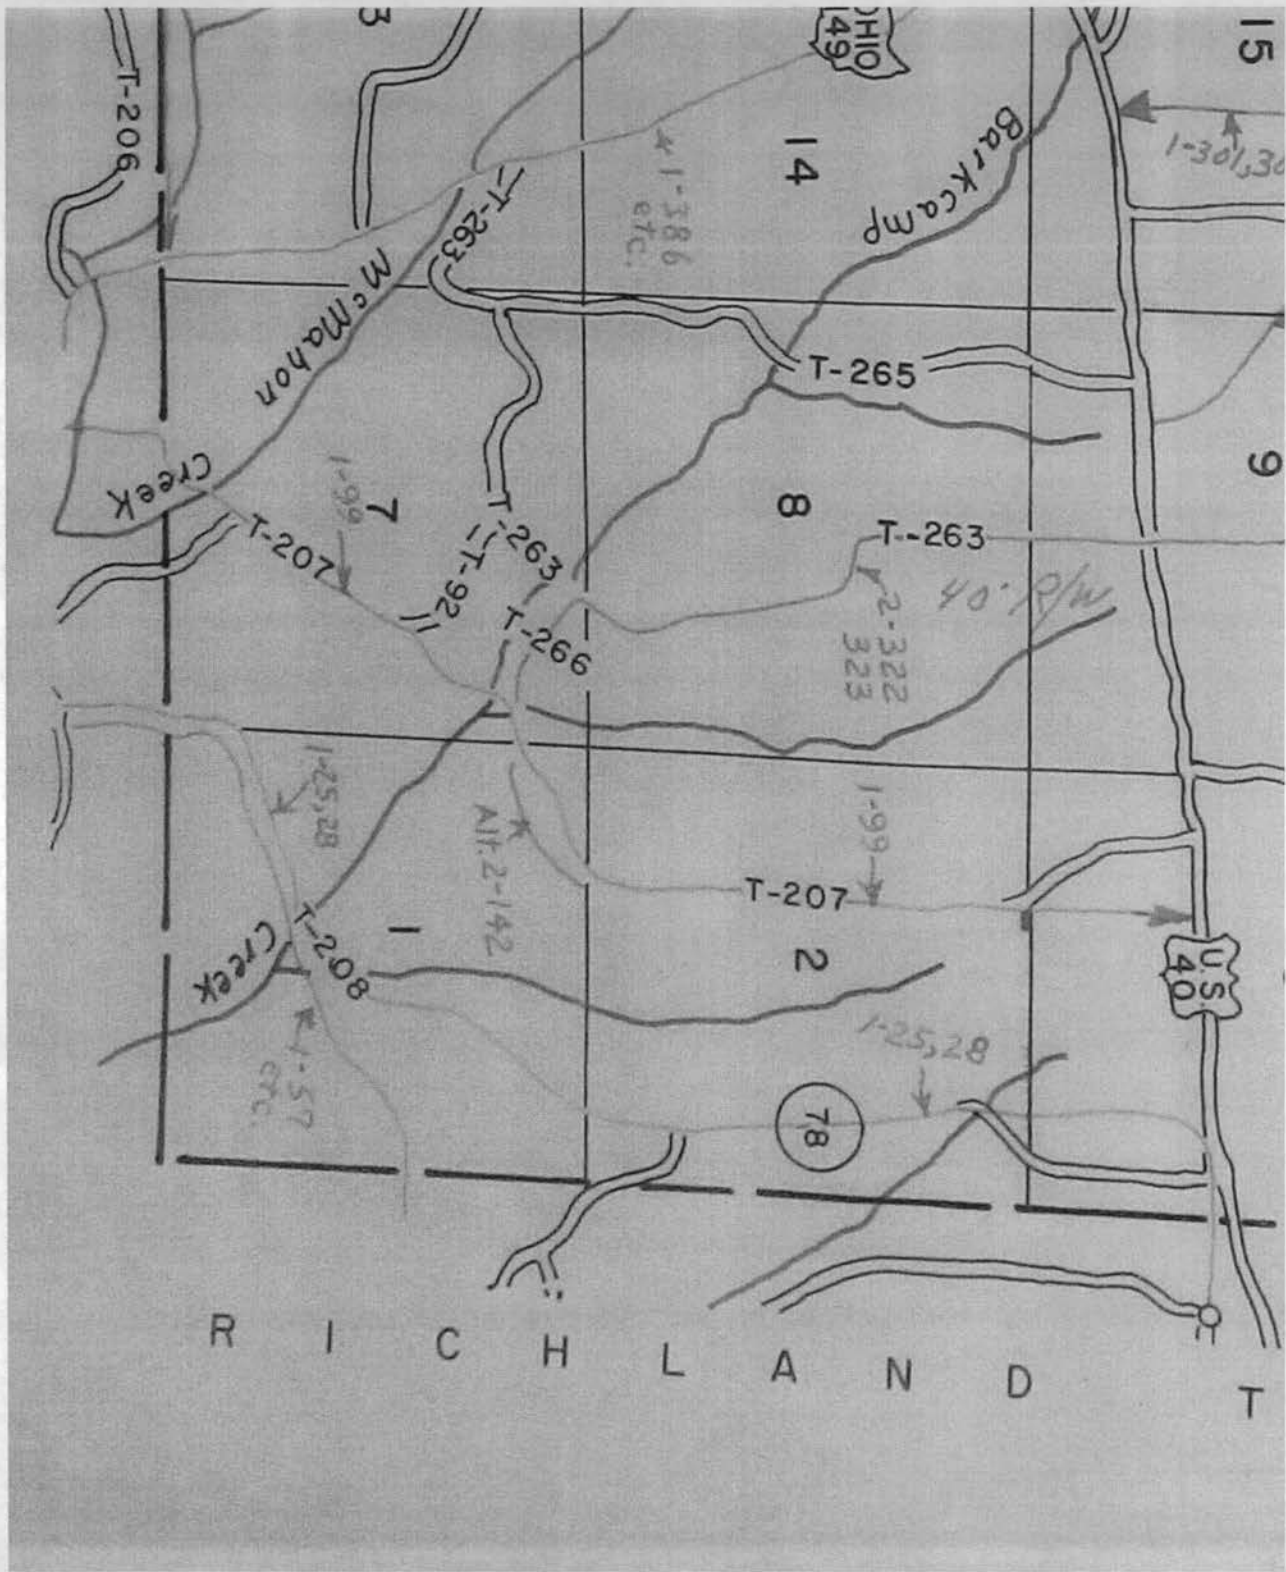 3
OHIO
149
15
T-206
1-301,30
14
Barkcamp
T-263
1-386
etc.
McMahon
T-265
9
Creek
1-99
7
8
T-207
T-263
T-92
T-263
40' R/W
T-266
2-322
323
1-25,28
Alt. 2-142
1-99
T-207
U.S.
40
Creek
T-208
1
2
1-57
etc.
1-25,28
78
RICHLAND
T